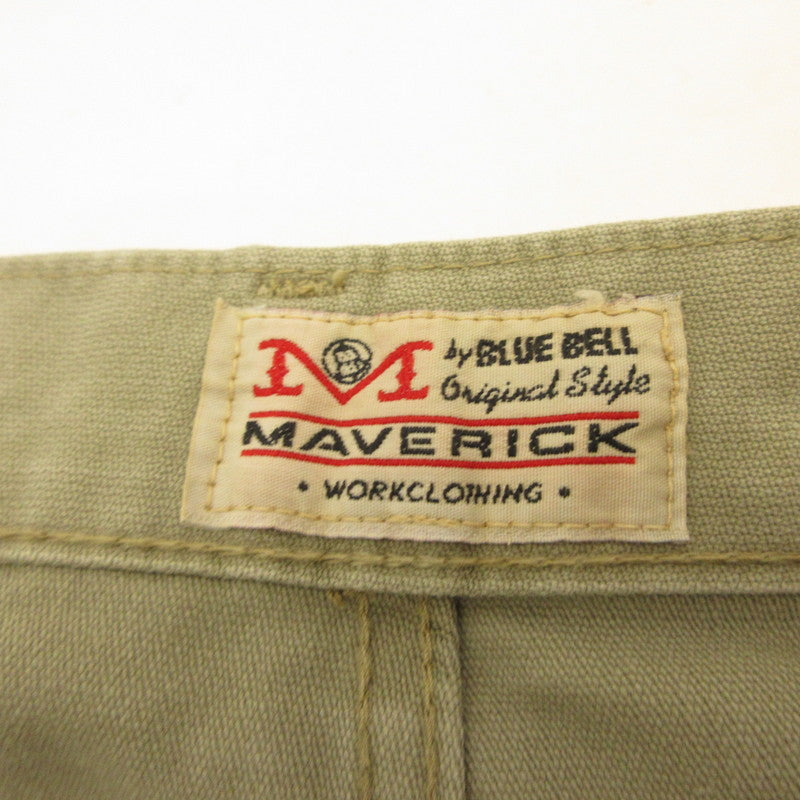 M by BLUE BELL
Original Style
MAVERICK
• WORKCLOTHING •